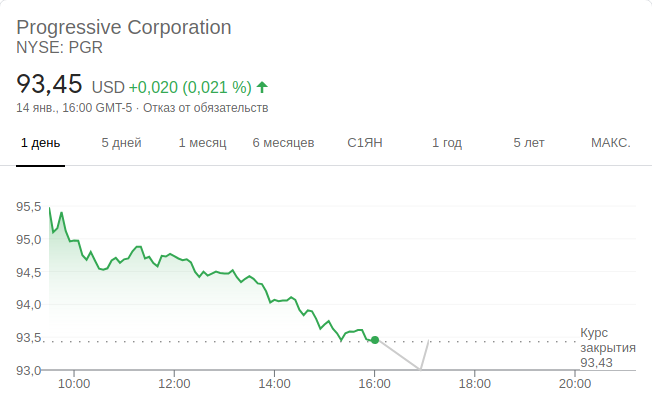 Progressive Corporation
NYSE: PGR
93,45 USD +0,020 (0,021 %)
14 янв., 16:00 GMT-5 · Отказ от обязательств
1 день 5 дней 1 месяц 6 месяцев С1ЯН 1 год 5 лет МАКС.
95,5
95,0
94,5
94,0
93,5
Курс
закрытия
93,43
93,0
10:00 12:00 14:00 16:00 18:00 20:00